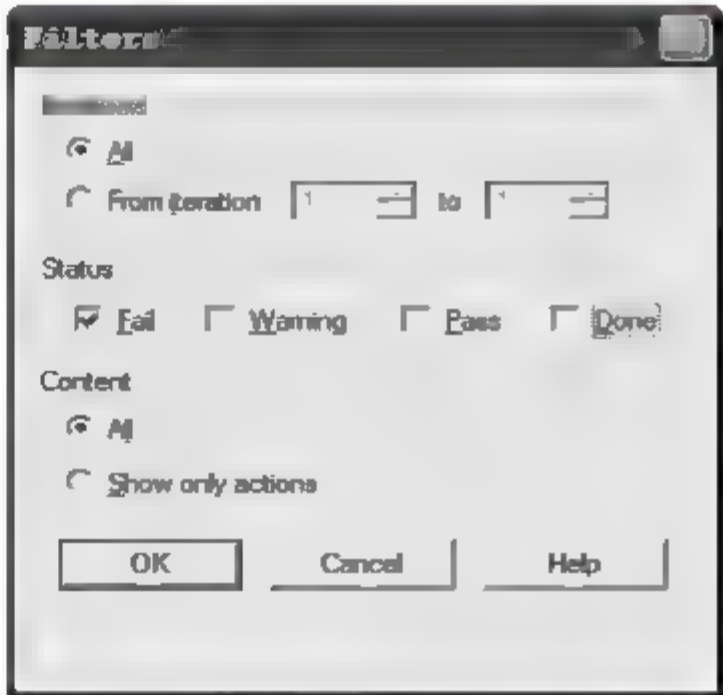 Filters
All
From iteration 1 to 1
Status
Fail Warning Pass Done
Content
All
Show only actions
OK Cancel Help